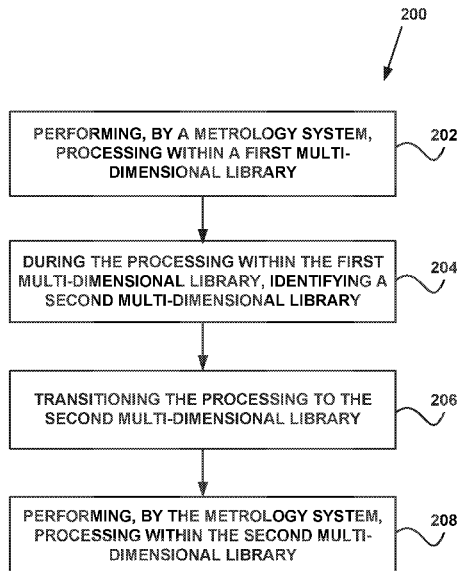 200
PERFORMING, BY A METROLOGY SYSTEM,
PROCESSING WITHIN A FIRST MULTI-
DIMENSIONAL LIBRARY
202
DURING THE PROCESSING WITHIN THE FIRST
MULTI-DIMENSIONAL LIBRARY, IDENTIFYING A
SECOND MULTI-DIMENSIONAL LIBRARY
204
TRANSITIONING THE PROCESSING TO THE
SECOND MULTI-DIMENSIONAL LIBRARY
206
PERFORMING, BY THE METROLOGY SYSTEM,
PROCESSING WITHIN THE SECOND MULTI-
DIMENSIONAL LIBRARY
208